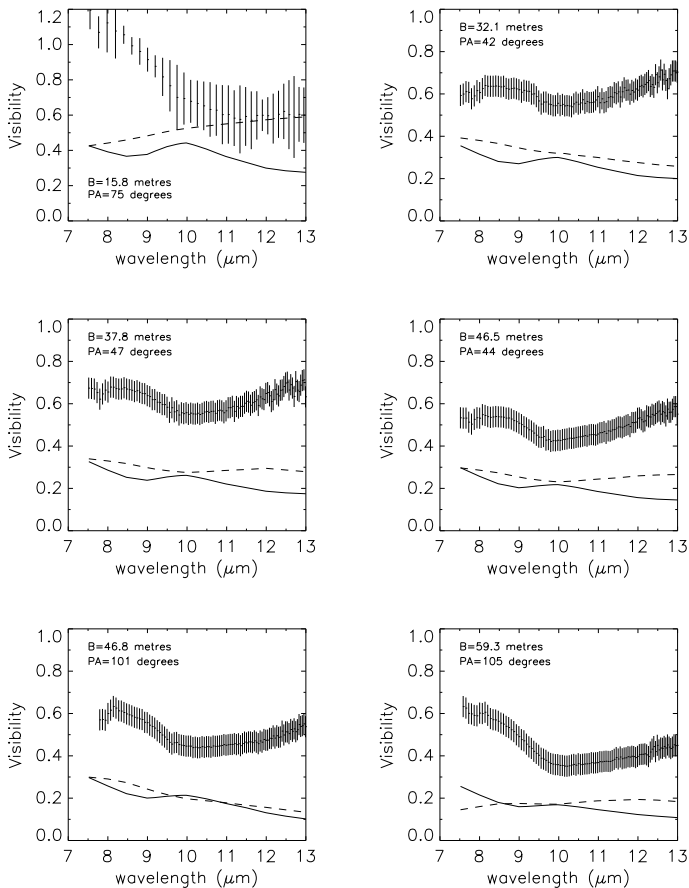 1.2
1.0
0.8
0.6
0.4
0.2
0.0
Visibility
B=15.8 metres
PA=75 degrees
7 8 9 10 11 12 13
wavelength (μm)
1.0
0.8
0.6
0.4
0.2
0.0
Visibility
B=32.1 metres
PA=42 degrees
7 8 9 10 11 12 13
wavelength (μm)
1.0
0.8
0.6
0.4
0.2
0.0
Visibility
B=37.8 metres
PA=47 degrees
7 8 9 10 11 12 13
wavelength (μm)
1.0
0.8
0.6
0.4
0.2
0.0
Visibility
B=46.5 metres
PA=44 degrees
7 8 9 10 11 12 13
wavelength (μm)
1.0
0.8
0.6
0.4
0.2
0.0
Visibility
B=46.8 metres
PA=101 degrees
7 8 9 10 11 12 13
wavelength (μm)
1.0
0.8
0.6
0.4
0.2
0.0
Visibility
B=59.3 metres
PA=105 degrees
7 8 9 10 11 12 13
wavelength (μm)